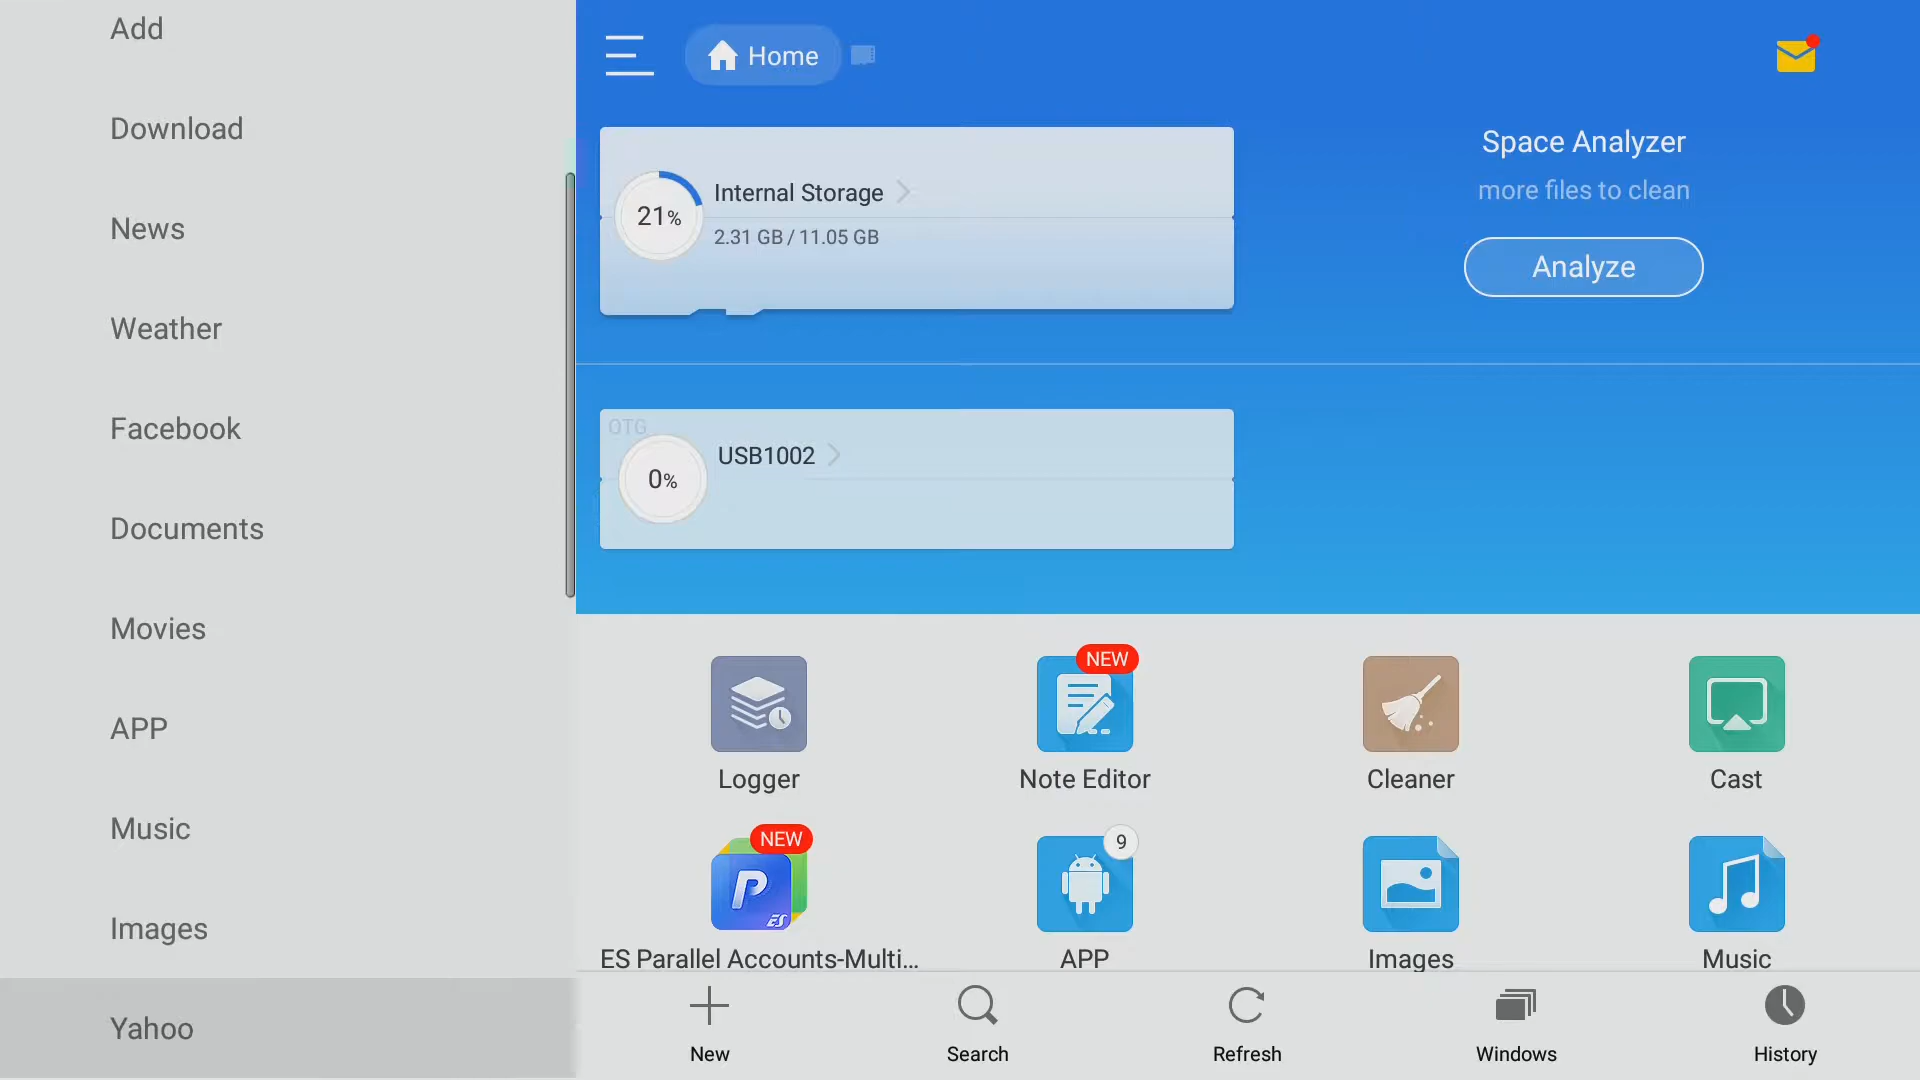 Add
Download
News
Weather
Facebook
Documents
Movies
APP
Music
Images
Yahoo
Home
Internal Storage
21%
2.31 GB / 11.05 GB
Space Analyzer
more files to clean
Analyze
OTG
USB1002
0%
Logger
NEW
Note Editor
Cleaner
Cast
NEW
P
ES
ES Parallel Accounts-Multi...
9
APP
Images
Music
New
Search
Refresh
Windows
History